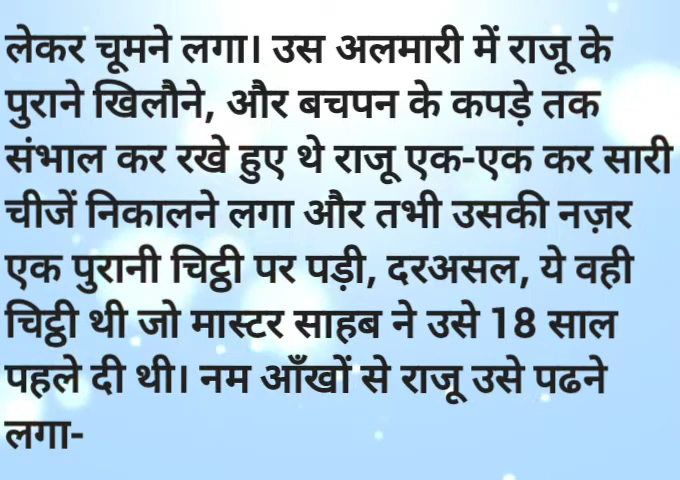 लेकर चूमने लगा। उस अलमारी में राजू के
पुराने खिलौने, और बचपन के कपड़े तक
संभाल कर रखे हुए थे राजू एक-एक कर सारी
चीजें निकालने लगा और तभी उसकी नज़र
एक पुरानी चिट्ठी पर पड़ी, दरअसल, ये वही
चिट्ठी थी जो मास्टर साहब ने उसे 18 साल
पहले दी थी। नम आँखों से राजू उसे पढने
लगा-